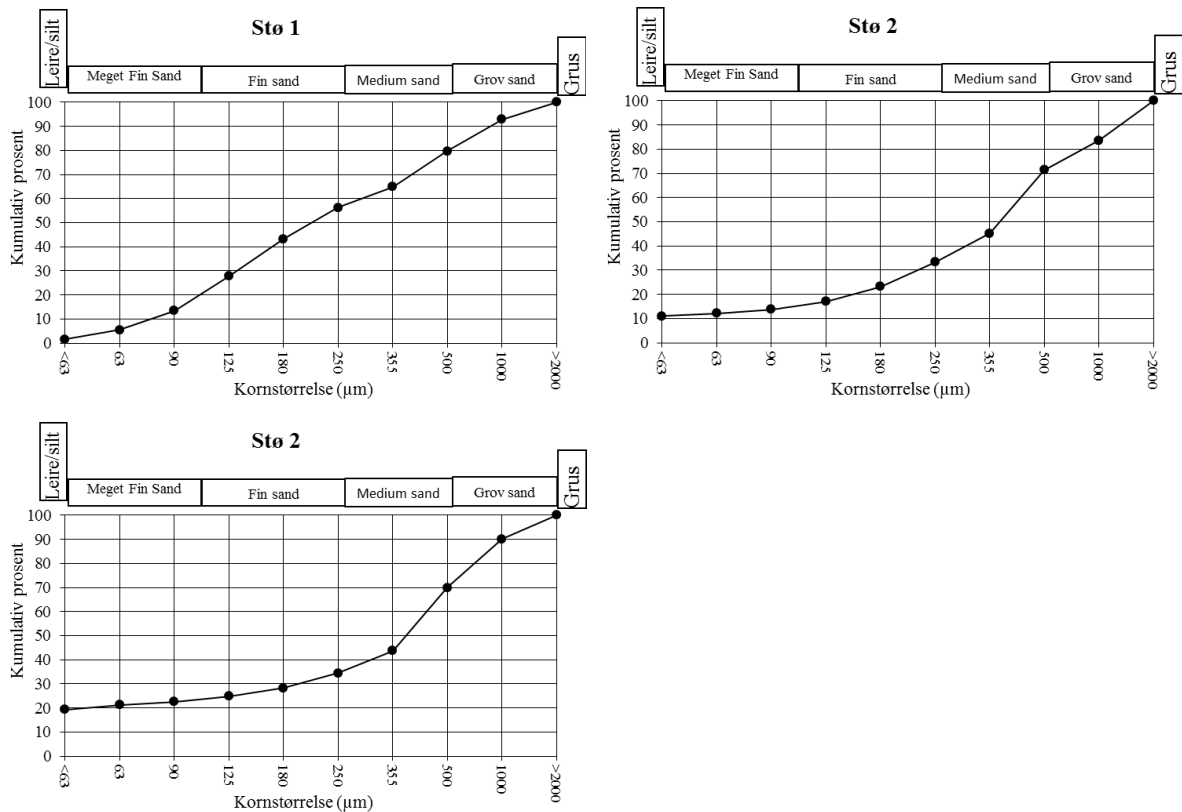 Stø 1
Leire/silt
Meget Fin Sand
Fin sand
Medium sand
Grov sand
Grus
Kumulativ prosent
100
90
80
70
60
50
40
30
20
10
0
<63
63
90
125
180
250
355
500
1000
>2000
Kornstørrelse (µm)
Stø 2
Leire/silt
Meget Fin Sand
Fin sand
Medium sand
Grov sand
Grus
Kumulativ prosent
100
90
80
70
60
50
40
30
20
10
0
<63
63
90
125
180
250
355
500
1000
>2000
Kornstørrelse (µm)
Stø 2
Leire/silt
Meget Fin Sand
Fin sand
Medium sand
Grov sand
Grus
Kumulativ prosent
100
90
80
70
60
50
40
30
20
10
0
<63
63
90
125
180
250
355
500
1000
>2000
Kornstørrelse (µm)